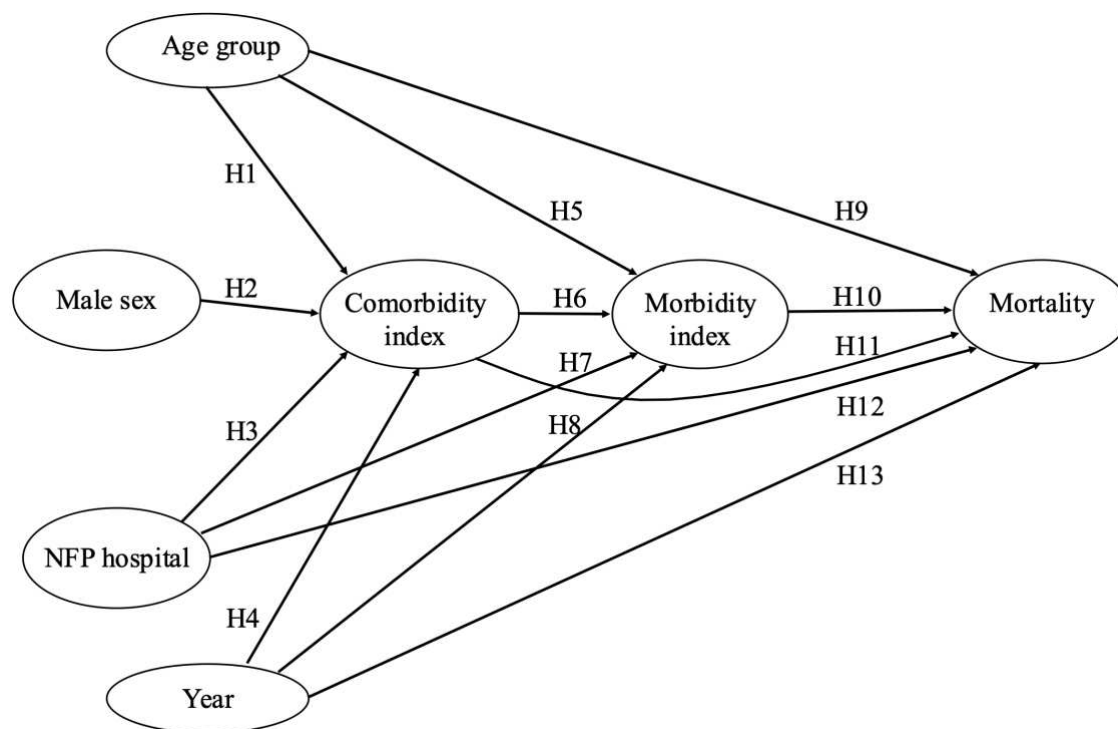 Age group
H1
H5
H9
Male sex
H2
Comorbidity
index
H6
Morbidity
index
H10
Mortality
H3
H7
H8
H11
H12
H13
NFP hospital
H4
Year